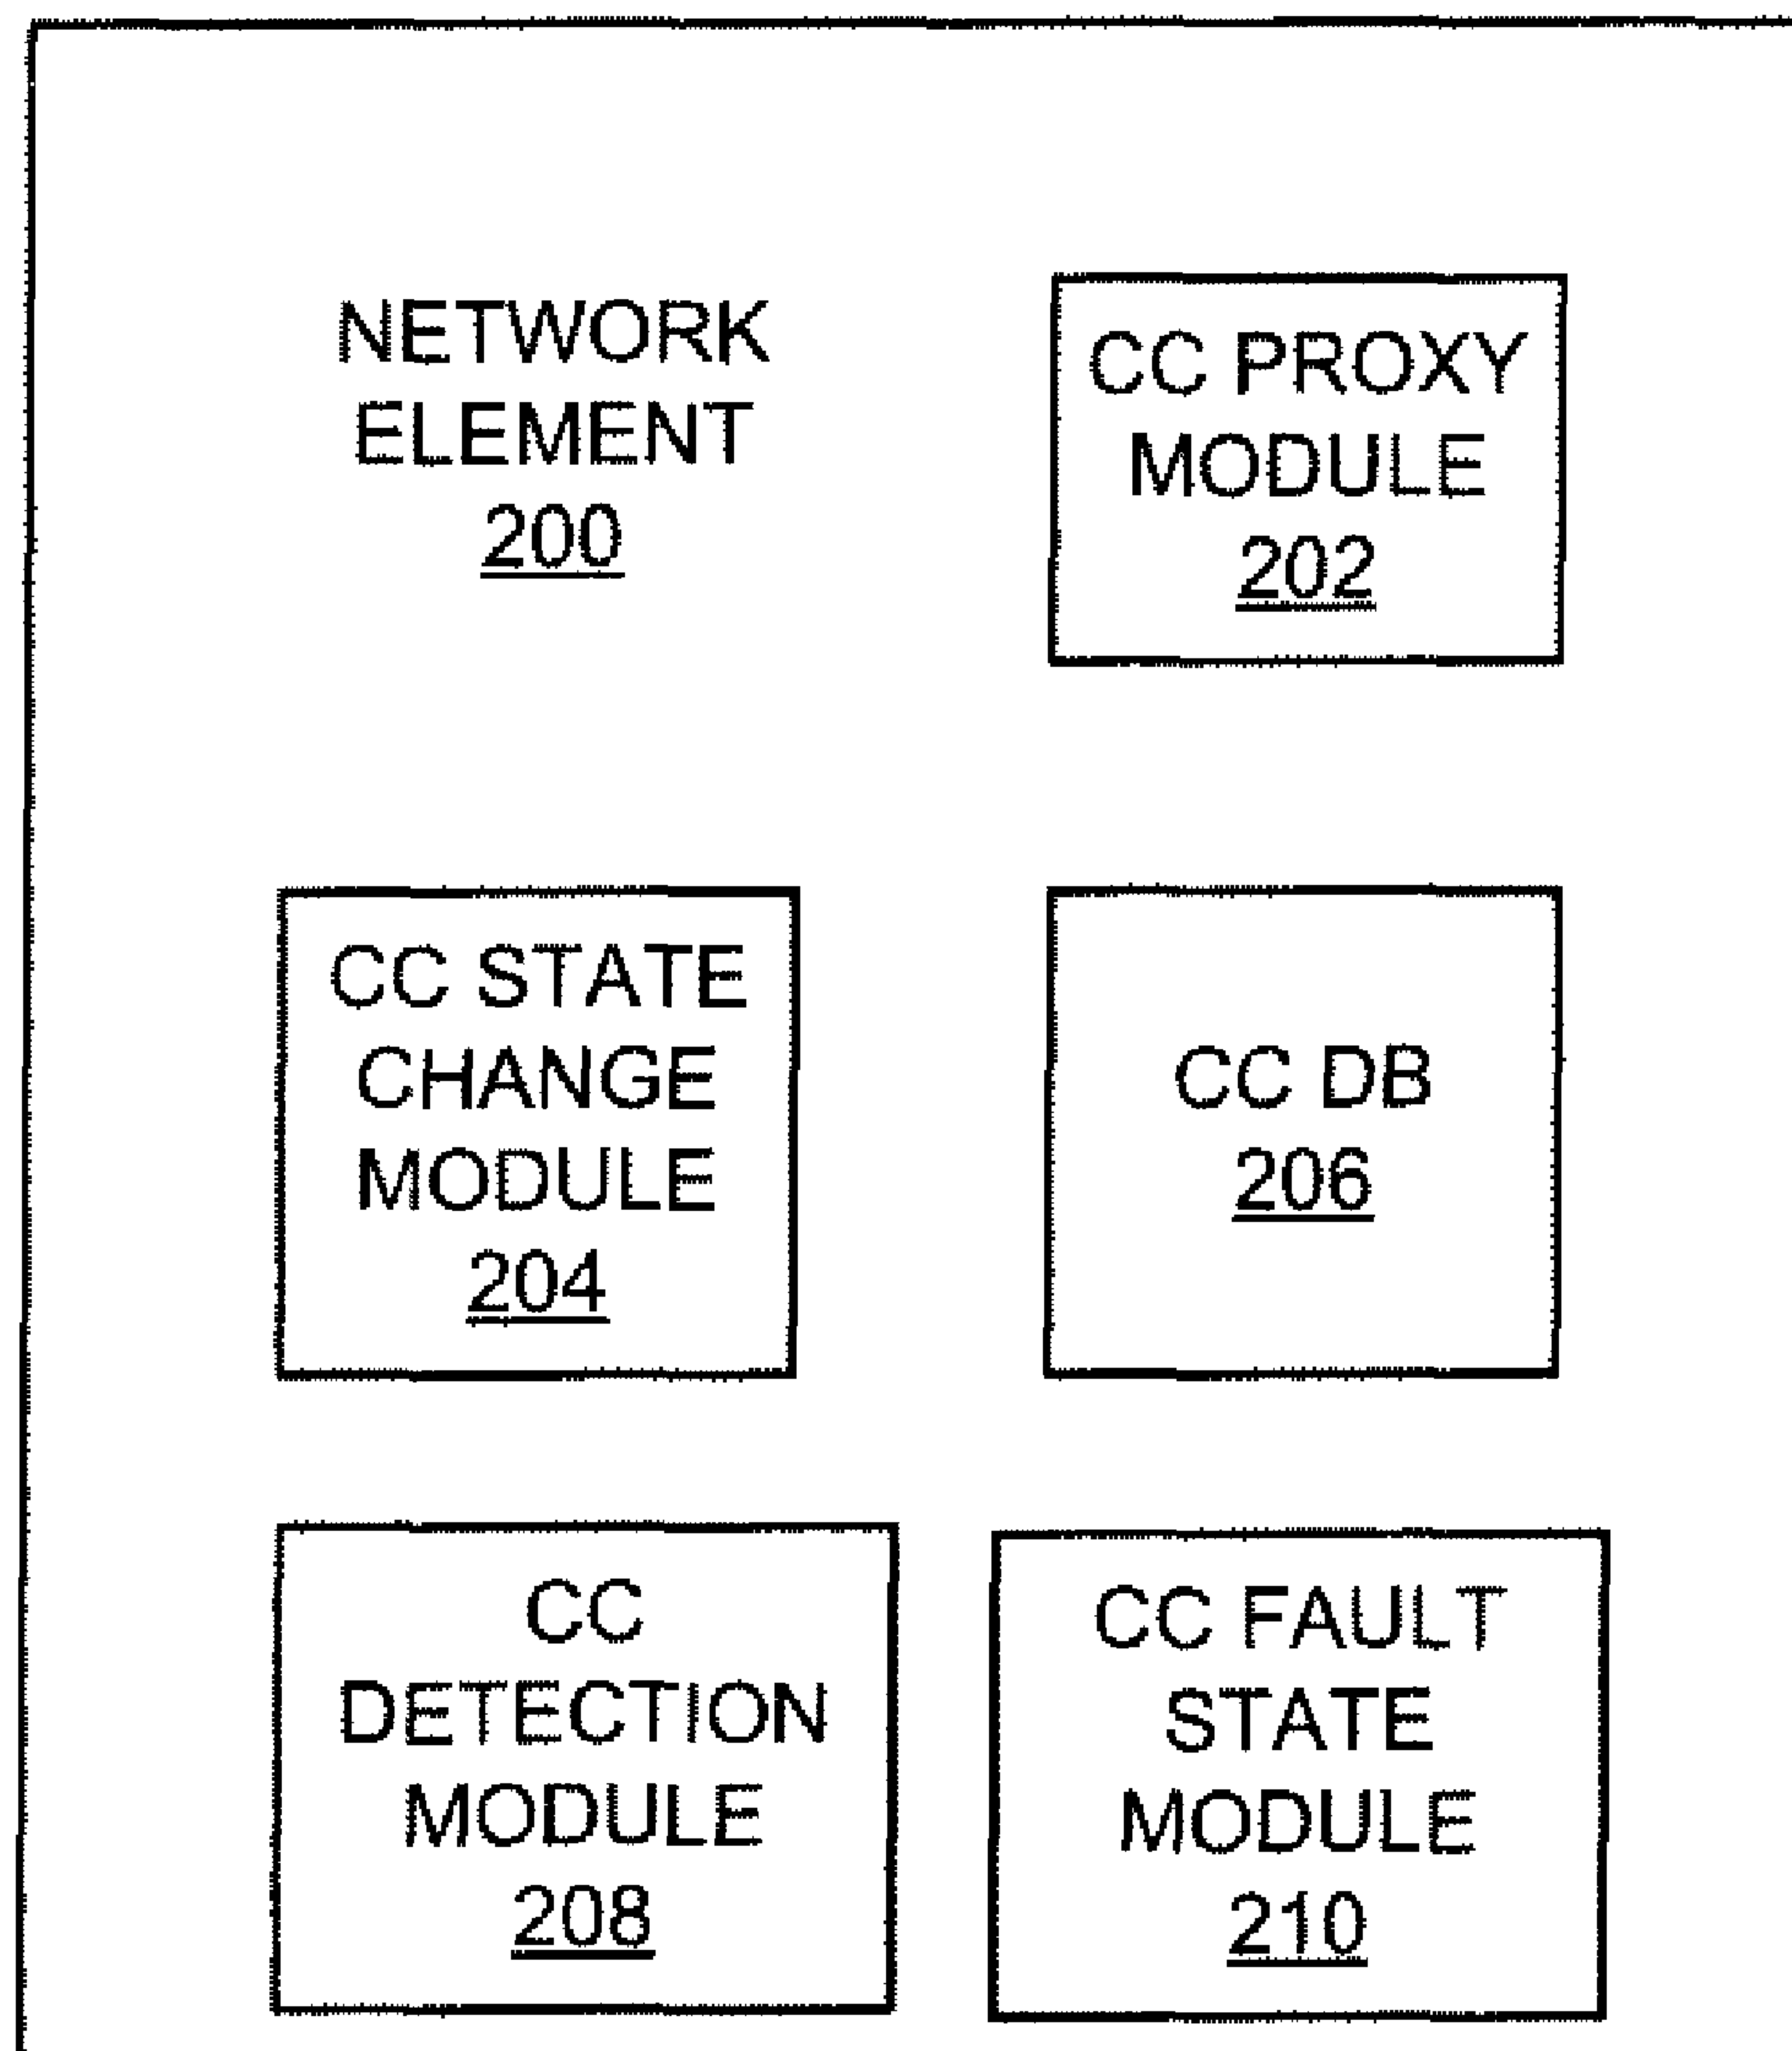 NETWORK
ELEMENT
200
CC PROXY
MODULE
202
CC STATE
CHANGE
MODULE
204
CC DB
206
CC
DETECTION
MODULE
208
CC FAULT
STATE
MODULE
210